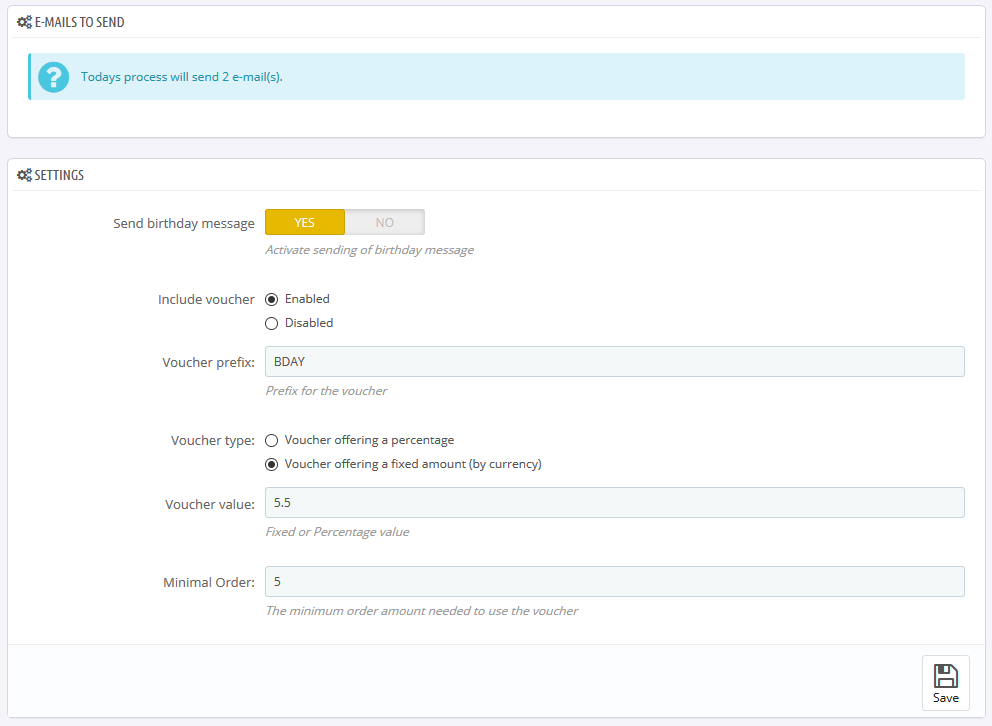 E-MAILS TO SEND
Todays process will send 2 e-mail(s).
SETTINGS
Send birthday message YES NO
Activate sending of birthday message
Include voucher Enabled
Disabled
Voucher prefix: BDAY
Prefix for the voucher
Voucher type: Voucher offering a percentage
Voucher offering a fixed amount (by currency)
Voucher value: 5.5
Fixed or Percentage value
Minimal Order: 5
The minimum order amount needed to use the voucher
Save